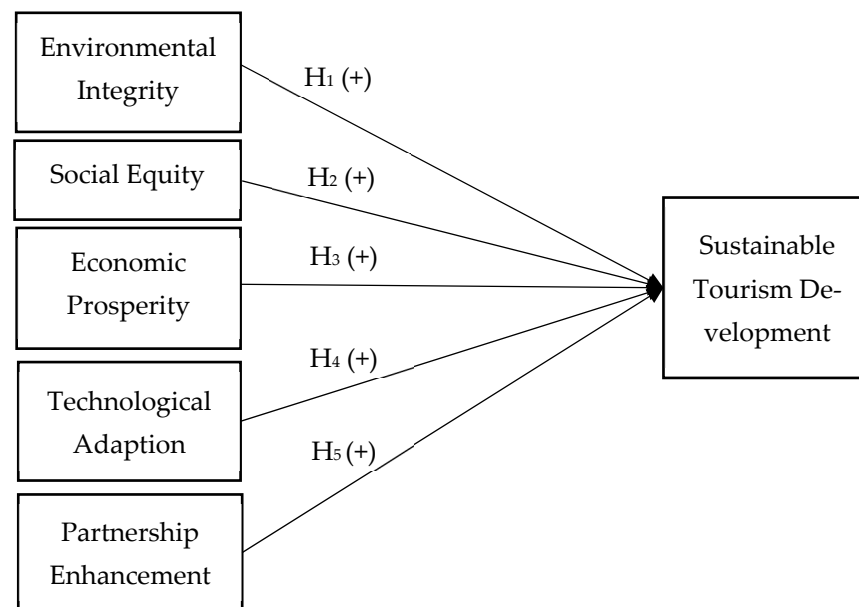 Environmental
Integrity
H₁ (+)
Social Equity
H₂ (+)
Economic
Prosperity
H₃ (+)
Technological
Adaption
H₄ (+)
Partnership
Enhancement
H₅ (+)
Sustainable
Tourism De-
velopment